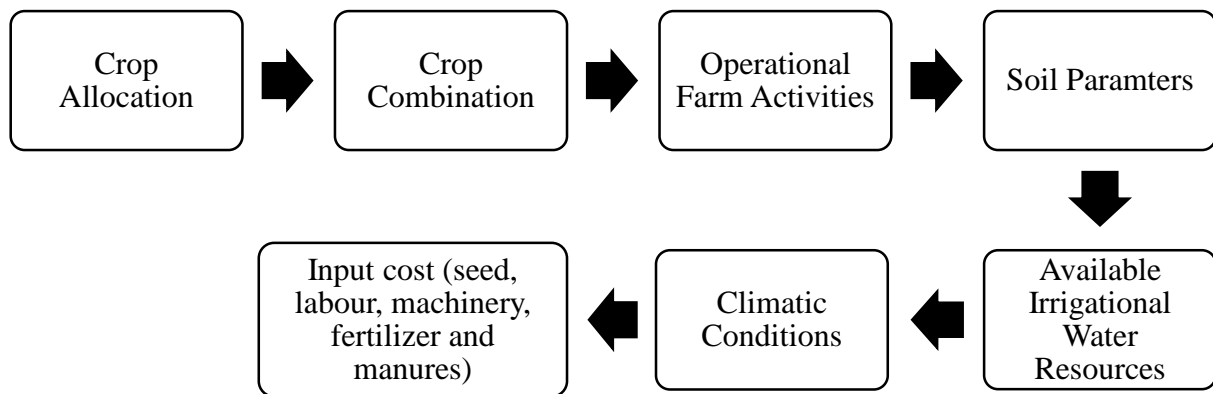 Crop
Allocation
Crop
Combination
Operational
Farm Activities
Soil Paramters
Available
Irrigational
Water
Resources
Climatic
Conditions
Input cost (seed,
labour, machinery,
fertilizer and
manures)